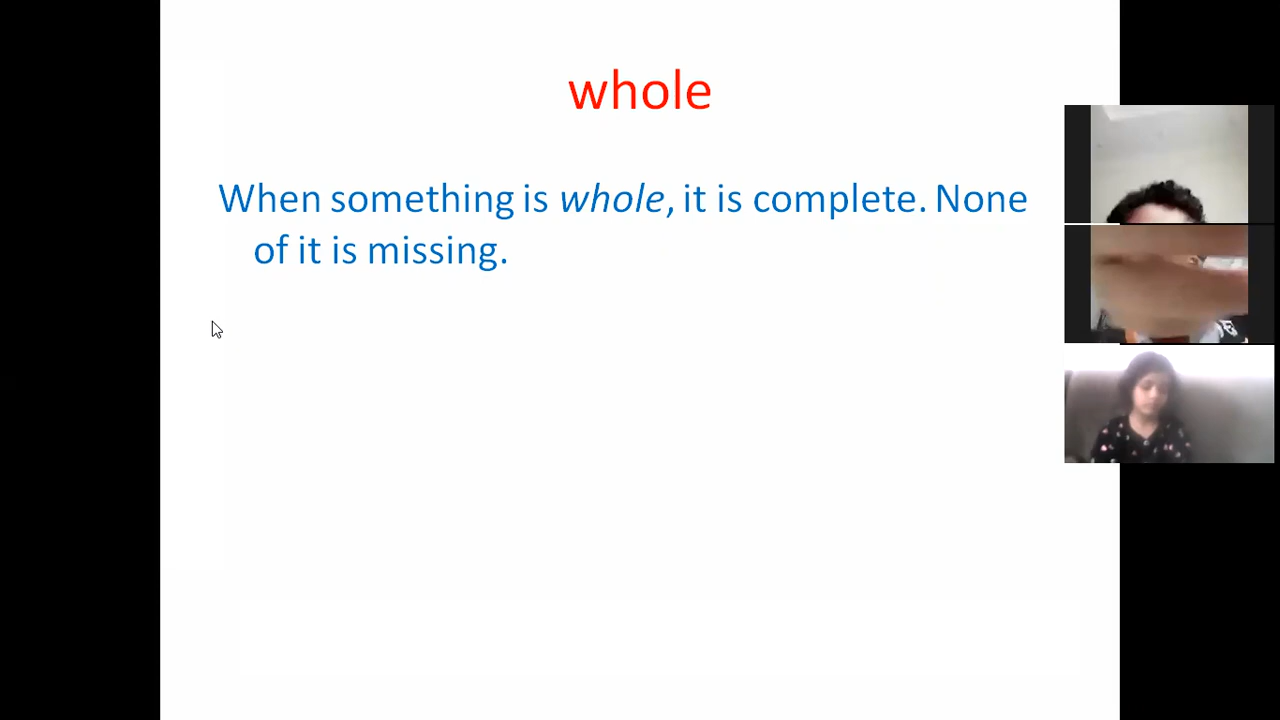 whole
When something is whole, it is complete. None
of it is missing.